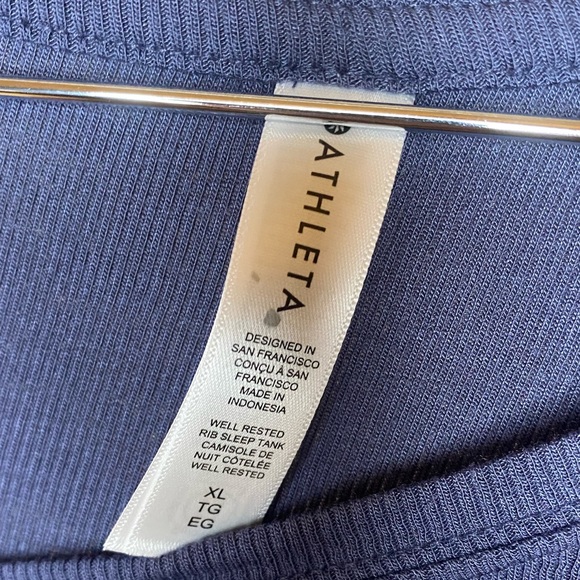 ATHLETA
DESIGNED IN
SAN FRANCISCO
CONÇU À SAN
FRANCISCO
MADE IN
INDONESIA
WELL RESTED
RIB SLEEP TANK
CAMISOLE DE
NUIT CÔTELÉE
WELL RESTED
XL
TG
EG